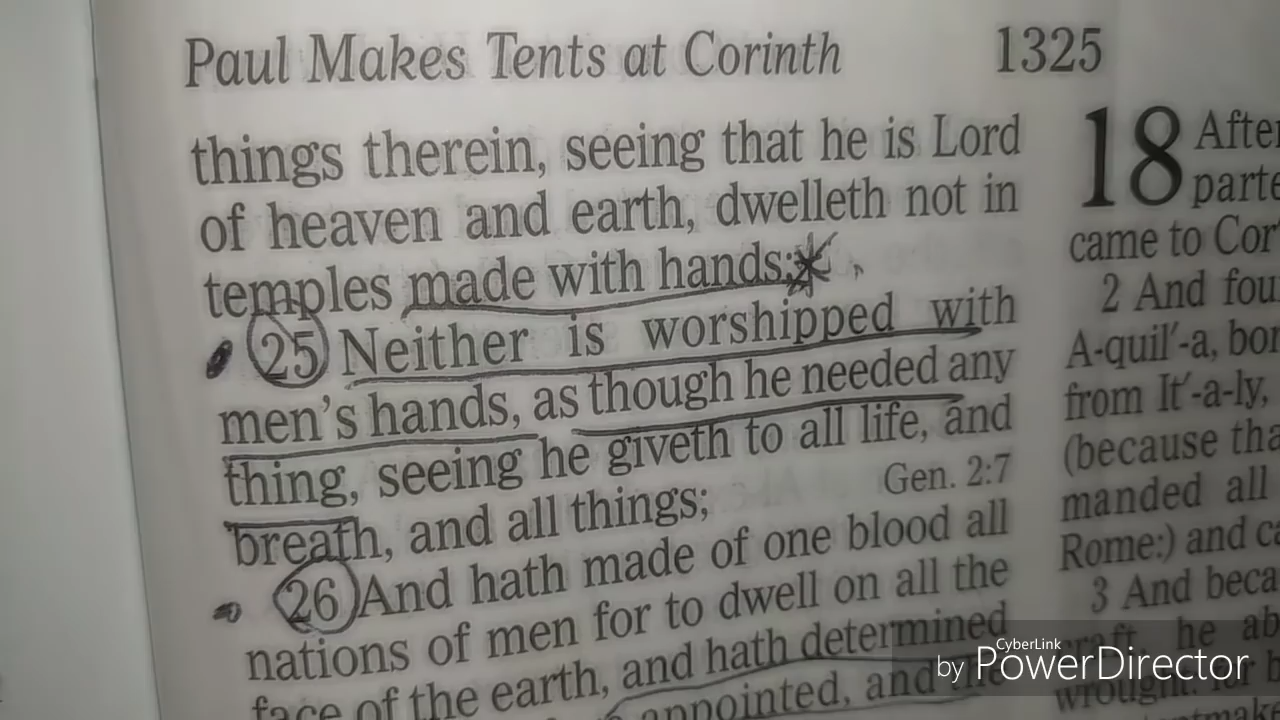 Paul Makes Tents at Corinth 1325
things therein, seeing that he is Lord
of heaven and earth, dwelleth not in
temples made with hands;
25 Neither is worshipped with
men's hands, as though he needed any
thing, seeing he giveth to all life, and
Gen. 2:7
breath, and all things;
26 And hath made of one blood all
nations of men for to dwell on all the
face of the earth, and hath determined
appointed, and the
18 After
parte
came to Cor
2 And fou
A-quil′-a, bor
from It′-a-ly,
(because tha
manded all
Rome:) and ca
3 And beca
craft, he ab
wrought: for
CyberLink
by PowerDirector